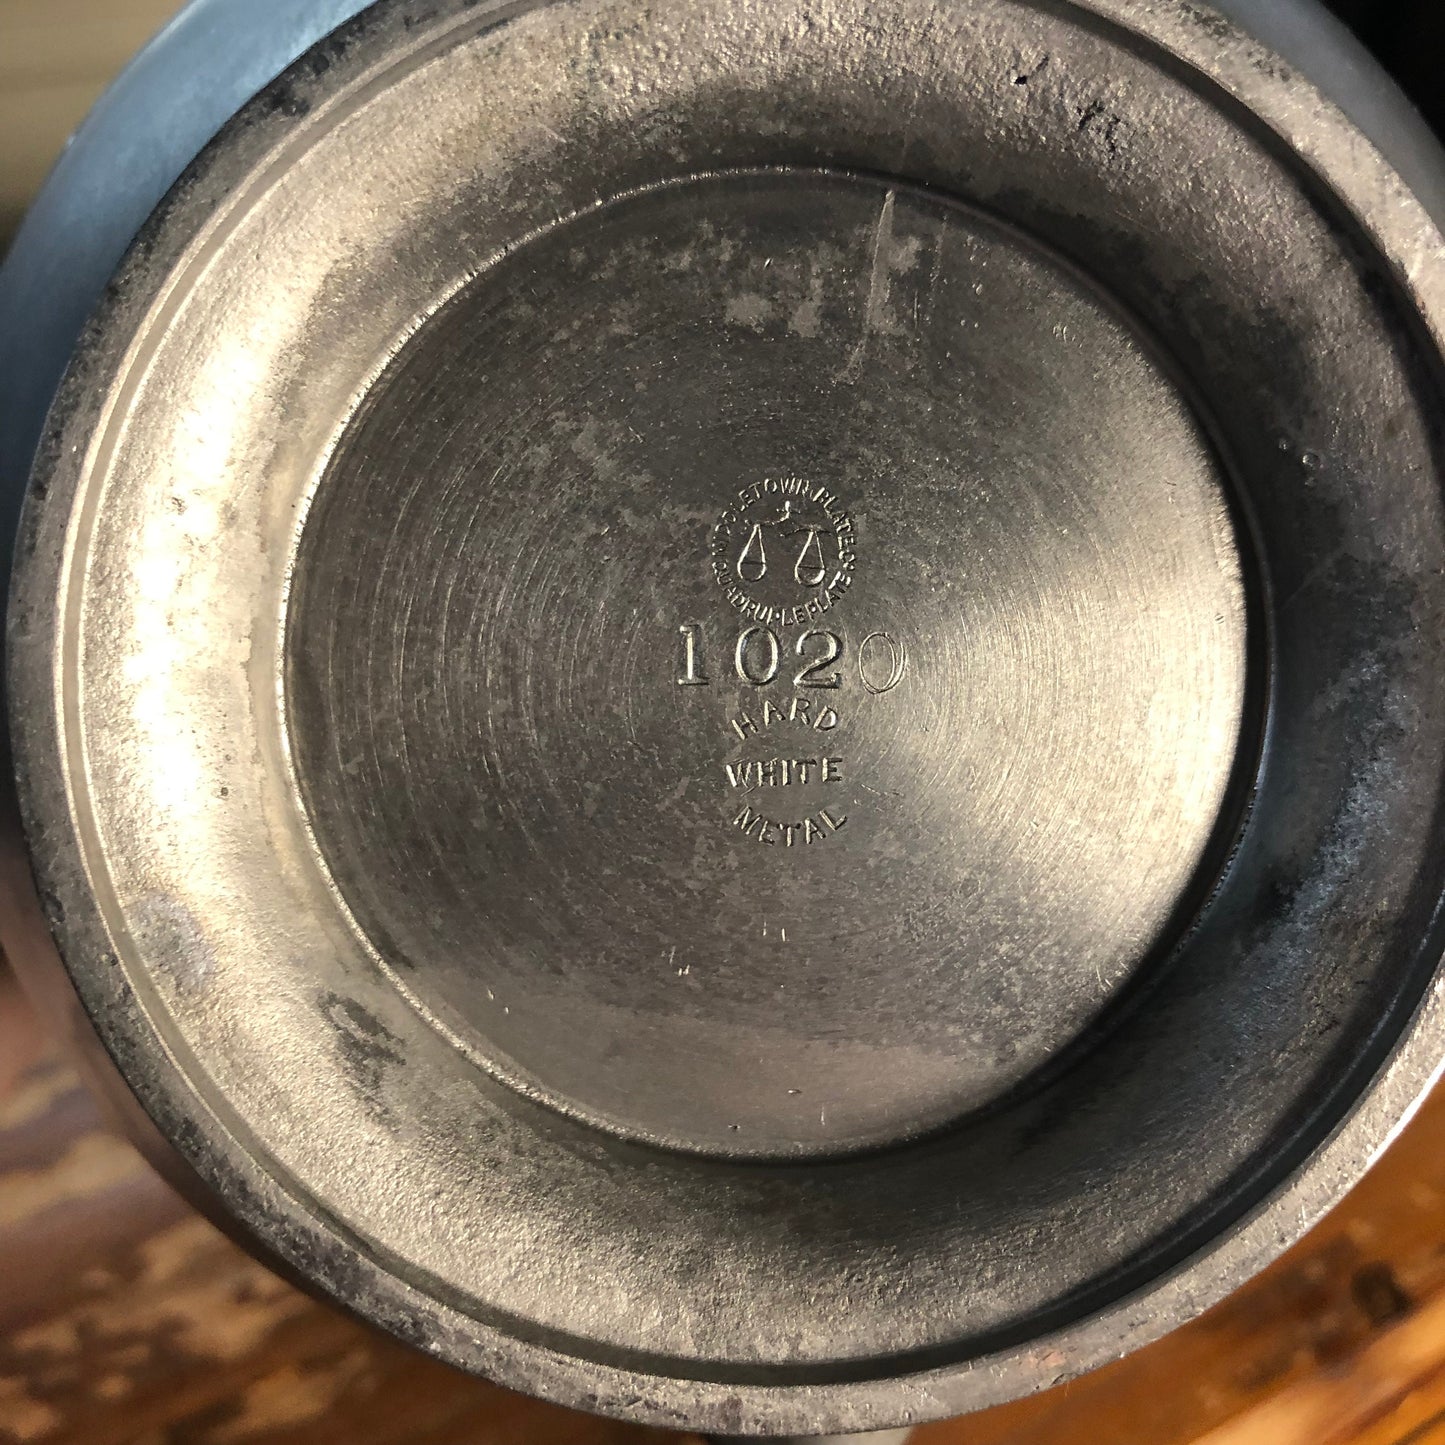 MIDDLETOWN PLATE CO
QUADRUPLE PLATE
1020
HARD
WHITE
METAL